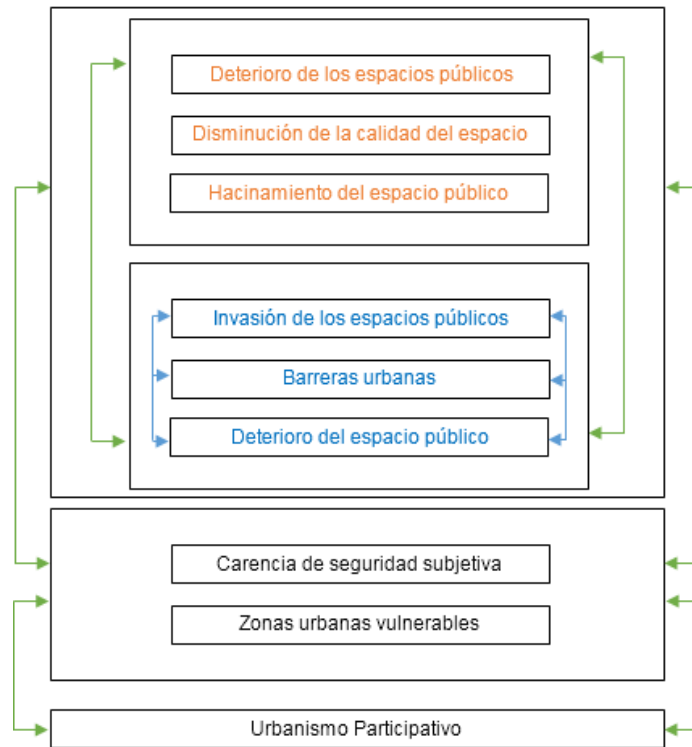 Deterioro de los espacios públicos
Disminución de la calidad del espacio
Hacinamiento del espacio público
Invasión de los espacios públicos
Barreras urbanas
Deterioro del espacio público
Carencia de seguridad subjetiva
Zonas urbanas vulnerables
Urbanismo Participativo